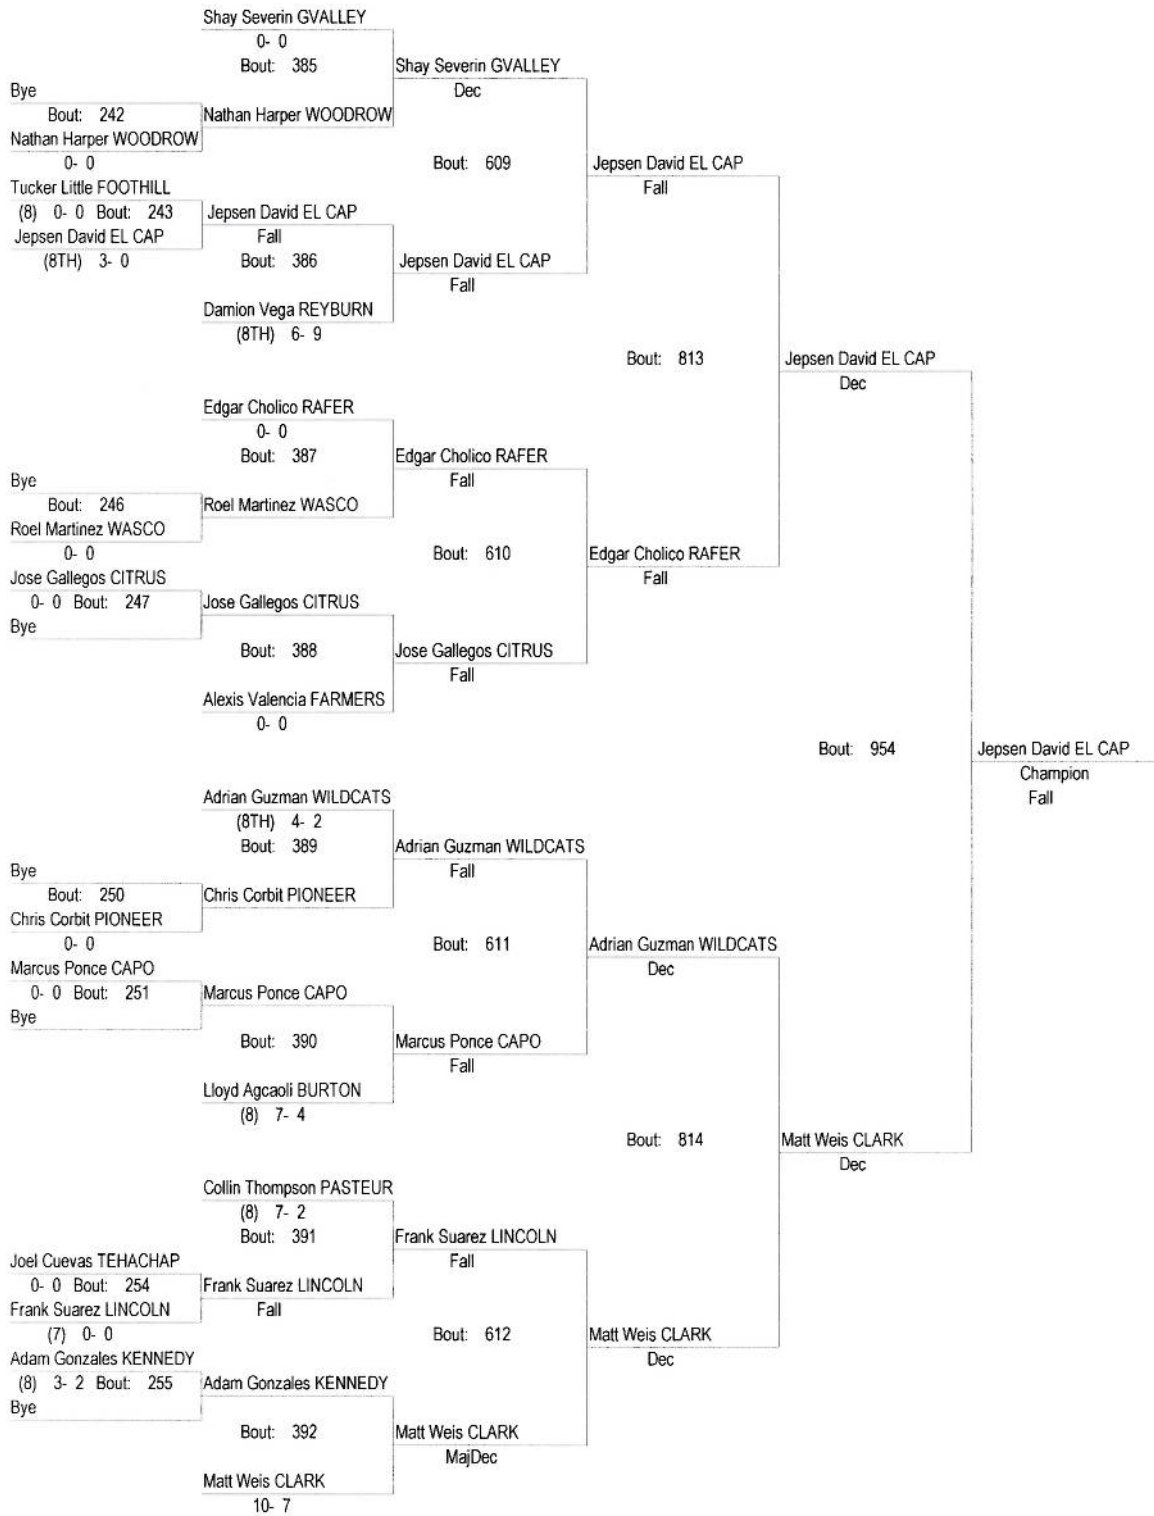 Shay Severin GVALLEY
0- 0
Bout: 385
Shay Severin GVALLEY
Dec
Bye
Bout: 242
Nathan Harper WOODROW
Nathan Harper WOODROW
0- 0
Bout: 609
Jepsen David EL CAP
Fall
Tucker Little FOOTHILL
(8) 0- 0 Bout: 243
Jepsen David EL CAP
Jepsen David EL CAP
Fall
(8TH) 3- 0
Bout: 386
Jepsen David EL CAP
Fall
Damion Vega REYBURN
(8TH) 6- 9
Bout: 813
Jepsen David EL CAP
Dec
Edgar Cholico RAFER
0- 0
Bout: 387
Edgar Cholico RAFER
Fall
Bye
Bout: 246
Roel Martinez WASCO
Roel Martinez WASCO
0- 0
Bout: 610
Edgar Cholico RAFER
Fall
Jose Gallegos CITRUS
0- 0 Bout: 247
Jose Gallegos CITRUS
Bye
Bout: 388
Jose Gallegos CITRUS
Fall
Alexis Valencia FARMERS
0- 0
Bout: 954
Jepsen David EL CAP
Champion
Fall
Adrian Guzman WILDCATS
(8TH) 4- 2
Bout: 389
Adrian Guzman WILDCATS
Fall
Bye
Bout: 250
Chris Corbit PIONEER
Chris Corbit PIONEER
0- 0
Bout: 611
Adrian Guzman WILDCATS
Dec
Marcus Ponce CAPO
0- 0 Bout: 251
Marcus Ponce CAPO
Bye
Bout: 390
Marcus Ponce CAPO
Fall
Lloyd Agcaoli BURTON
(8) 7- 4
Bout: 814
Matt Weis CLARK
Dec
Collin Thompson PASTEUR
(8) 7- 2
Bout: 391
Frank Suarez LINCOLN
Fall
Joel Cuevas TEHACHAP
0- 0 Bout: 254
Frank Suarez LINCOLN
Fall
Frank Suarez LINCOLN
(7) 0- 0
Bout: 612
Matt Weis CLARK
Dec
Adam Gonzales KENNEDY
(8) 3- 2 Bout: 255
Adam Gonzales KENNEDY
Bye
Bout: 392
Matt Weis CLARK
MajDec
Matt Weis CLARK
10- 7